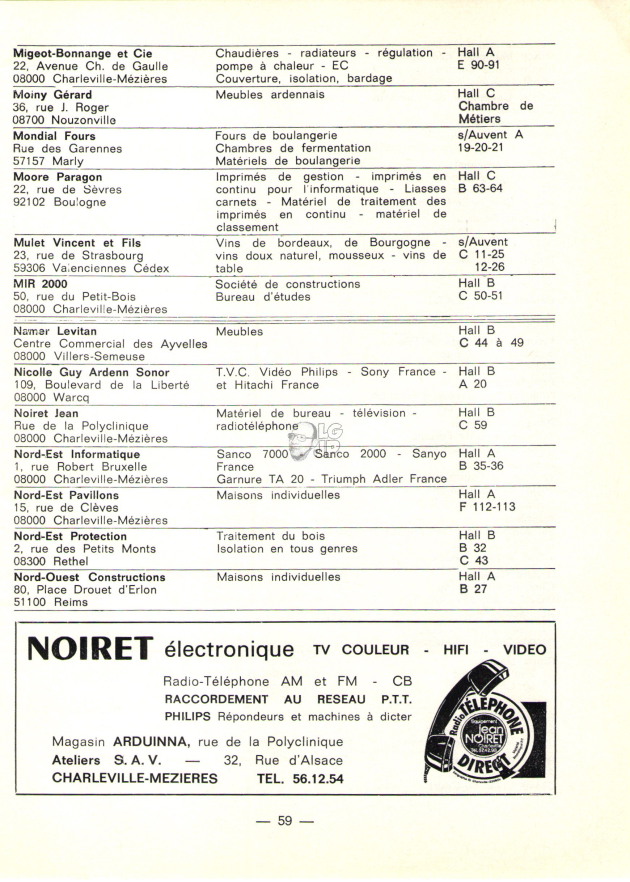 Migeot-Bonnange et Cie Chaudières - radiateurs - régulation - Hall A
22, Avenue Ch. de Gaulle pompe à chaleur - EC E 90-91
08000 Charleville-Mézières Couverture, isolation, bardage
Moiny Gérard Meubles ardennais Hall C
36, rue J. Roger Chambre de
08700 Nouzonville Métiers
Mondial Fours Fours de boulangerie s/Auvent A
Rue des Garennes Chambres de fermentation 19-20-21
57157 Marly Matériels de boulangerie
Moore Paragon Imprimés de gestion - imprimés en Hall C
22, rue de Sèvres continu pour l'informatique - Liasses B 63-64
92102 Boulogne carnets - Matériel de traitement des
imprimés en continu - matériel de
classement
Mulet Vincent et Fils Vins de bordeaux, de Bourgogne - s/Auvent
23, rue de Strasbourg vins doux naturel, mousseux - vins de C 11-25
59306 Valenciennes Cédex table 12-26
MIR 2000 Société de constructions Hall B
50, rue du Petit-Bois Bureau d'études C 50-51
08000 Charleville-Mézières
Namer Levitan Meubles Hall B
Centre Commercial des Ayvelles C 44 à 49
08000 Villers-Semeuse
Nicolle Guy Ardenn Sonor T.V.C. Vidéo Philips - Sony France - Hall B
109, Boulevard de la Liberté et Hitachi France A 20
08000 Warcq
Noiret Jean Matériel de bureau - télévision - Hall B
Rue de la Polyclinique radiotéléphone C 59
08000 Charleville-Mézières
LG
Nord-Est Informatique Sanco 7000 Sanco 2000 - Sanyo Hall A
1, rue Robert Bruxelle France B 35-36
08000 Charleville-Mézières Garnure TA 20 - Triumph Adler France
Nord-Est Pavillons Maisons individuelles Hall A
15, rue de Clèves F 112-113
08000 Charleville-Mézières
Nord-Est Protection Traitement du bois Hall B
2, rue des Petits Monts Isolation en tous genres B 32
08300 Rethel C 43
Nord-Ouest Constructions Maisons individuelles Hall A
80, Place Drouet d'Erlon B 27
51100 Reims
NOIRET électronique TV COULEUR - HIFI - VIDEO
Radio-Téléphone AM et FM - CB
RACCORDEMENT AU RESEAU P.T.T.
PHILIPS Répondeurs et machines à dicter
Magasin ARDUINNA, rue de la Polyclinique
Ateliers S. A. V. — 32, Rue d'Alsace
CHARLEVILLE-MEZIERES TEL. 56.12.54
Radio TÉLÉPHONE
Equipement
Jean
NOIRET
Charleville
DIRECT
— 59 —